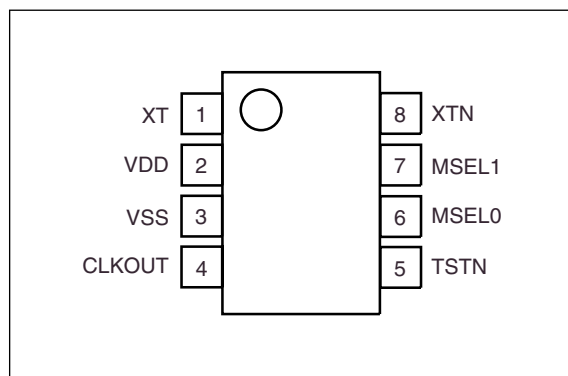 XT 1 8 XTN
VDD 2 7 MSEL1
VSS 3 6 MSEL0
CLKOUT 4 5 TSTN